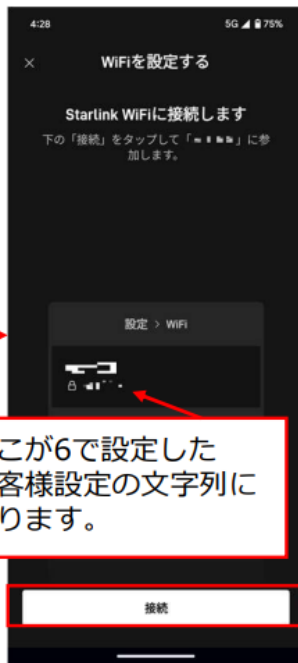 4:28 5G 75%
× WiFiを設定する
Starlink WiFiに接続します
下の「接続」をタップして「」に参
加します。
設定 > WiFi
こが6で設定した
客様設定の文字列に
ります。
接続